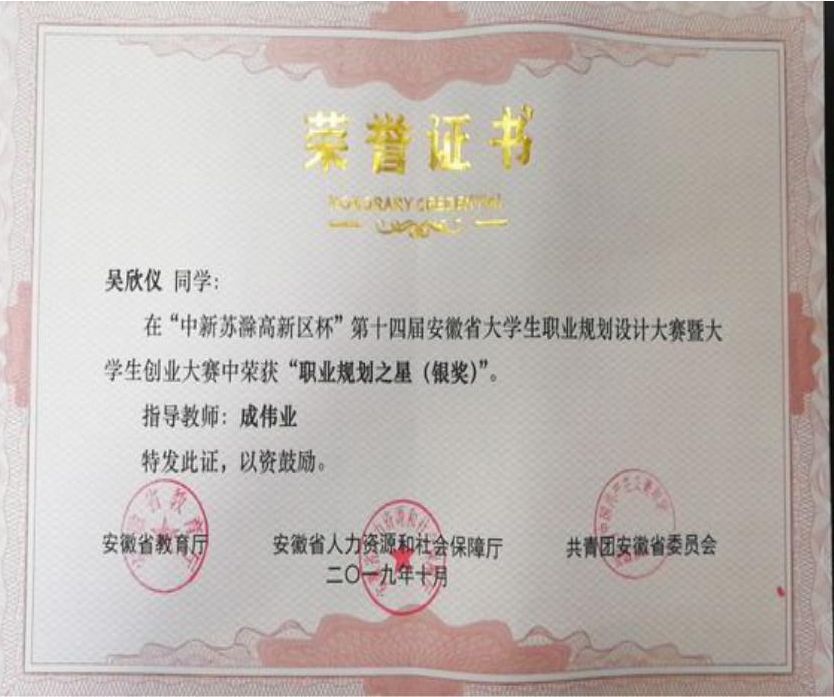 荣誉证书
HONORARY CREDENTIAL
吴欣仪 同学：
在“中新苏滁高新区杯”第十四届安徽省大学生职业规划设计大赛暨大
学生创业大赛中荣获“职业规划之星（银奖）”。
指导教师：成伟业
特发此证，以资鼓励。
安徽省教育厅 安徽省人力资源和社会保障厅 共青团安徽省委员会
二〇一九年十月